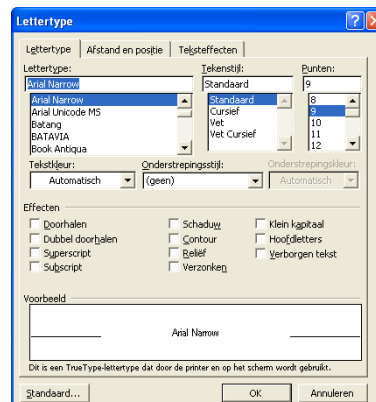 Lettertype
Lettertype Afstand en positie Teksteffecten
Lettertype: Tekenstijl: Punten:
Arial Narrow Standaard 9
Arial Narrow Standaard 8
Arial Unicode MS Cursief 9
Batang Vet 10
BATAVIA Vet Cursief 11
Book Antiqua 12
Tekstkleur: Onderstrepingsstijl: Onderstrepingskleur:
Automatisch (geen) Automatisch
Effecten
Doorhalen Schaduw Klein kapitaal
Dubbel doorhalen Contour Hoofdletters
Superscript Reliëf Verborgen tekst
Subscript Verzonken
Voorbeeld
Arial Narrow
Dit is een TrueType-lettertype dat door de printer en op het scherm wordt gebruikt.
Standaard... OK Annuleren